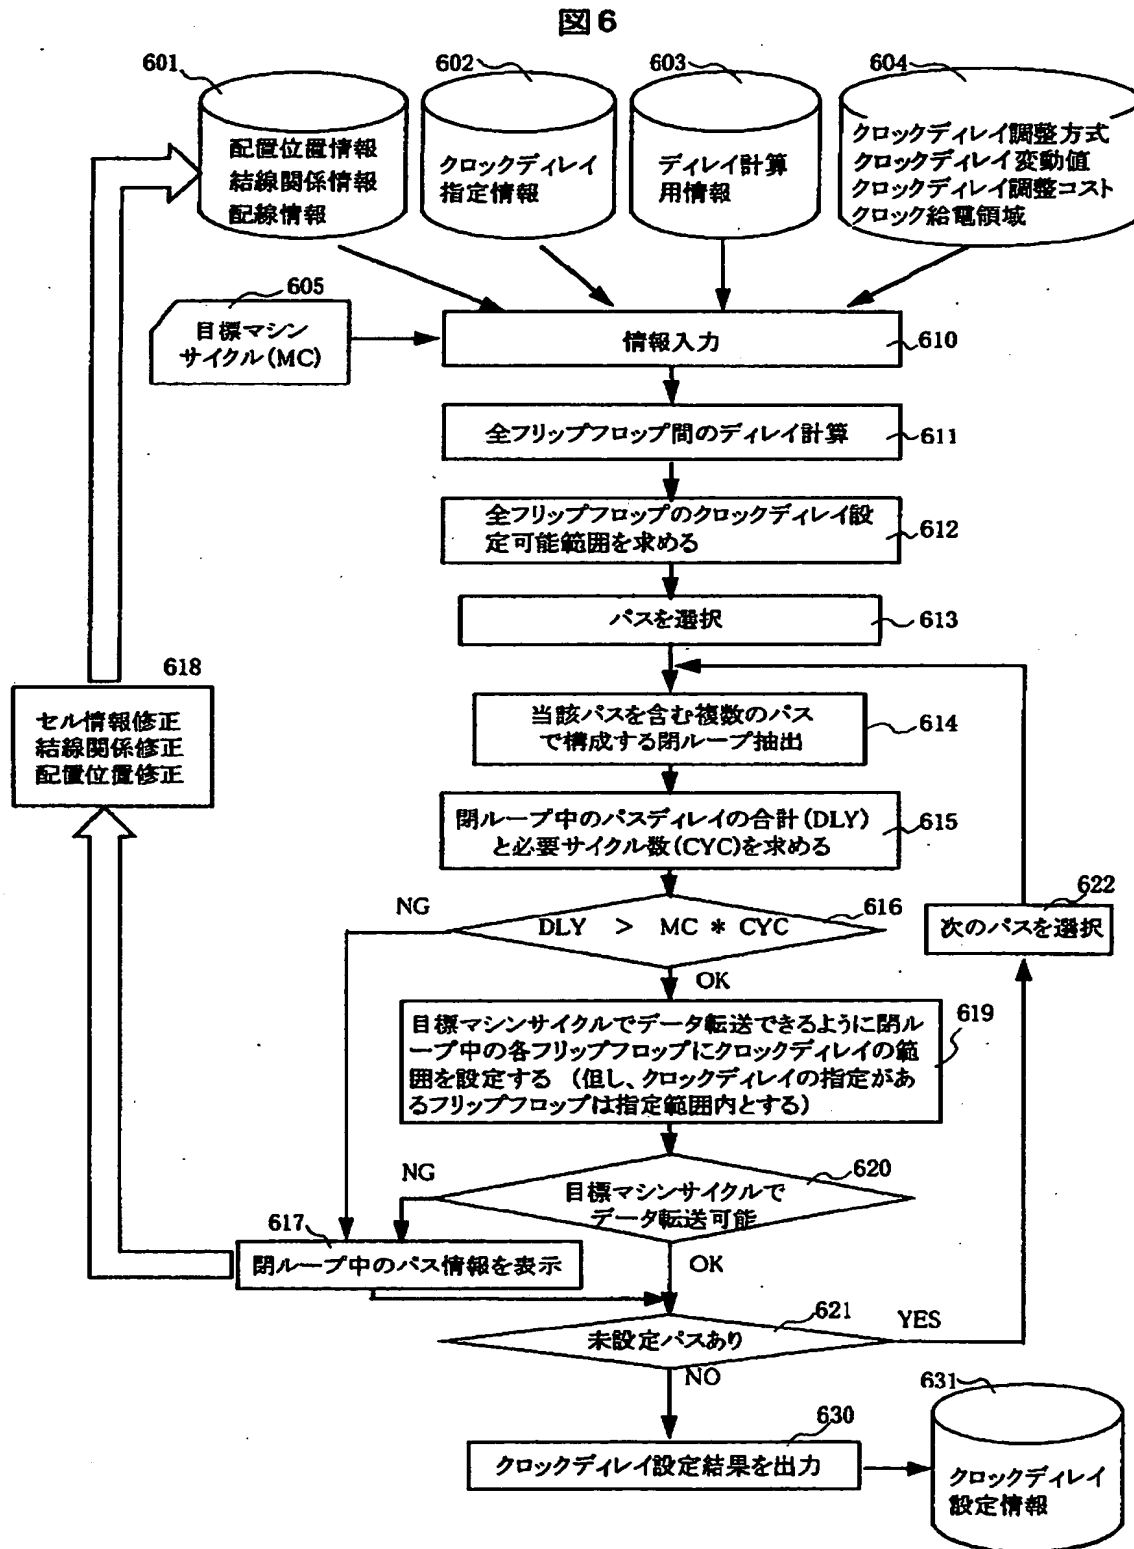 図6
601
配置位置情報
結線関係情報
配線情報
602
クロックディレイ
指定情報
603
ディレイ計算
用情報
604
クロックディレイ調整方式
クロックディレイ変動値
クロックディレイ調整コスト
クロック給電領域
605
目標マシン
サイクル(MC)
情報入力
610
全フリップフロップ間のディレイ計算
611
全フリップフロップのクロックディレイ設
定可能範囲を求める
612
パスを選択
613
618
セル情報修正
結線関係修正
配置位置修正
当該パスを含む複数のパス
で構成する閉ループ抽出
614
閉ループ中のパスディレイの合計(DLY)
と必要サイクル数(CYC)を求める
615
NG
DLY > MC * CYC
616
622
次のパスを選択
OK
目標マシンサイクルでデータ転送できるように閉ル
ープ中の各フリップフロップにクロックディレイの範
囲を設定する (但し、クロックディレイの指定があ
るフリップフロップは指定範囲内とする)
619
NG
目標マシンサイクルで
データ転送可能
620
617
閉ループ中のパス情報を表示
OK
未設定パスあり
621
YES
NO
クロックディレイ設定結果を出力
630
631
クロックディレイ
設定情報